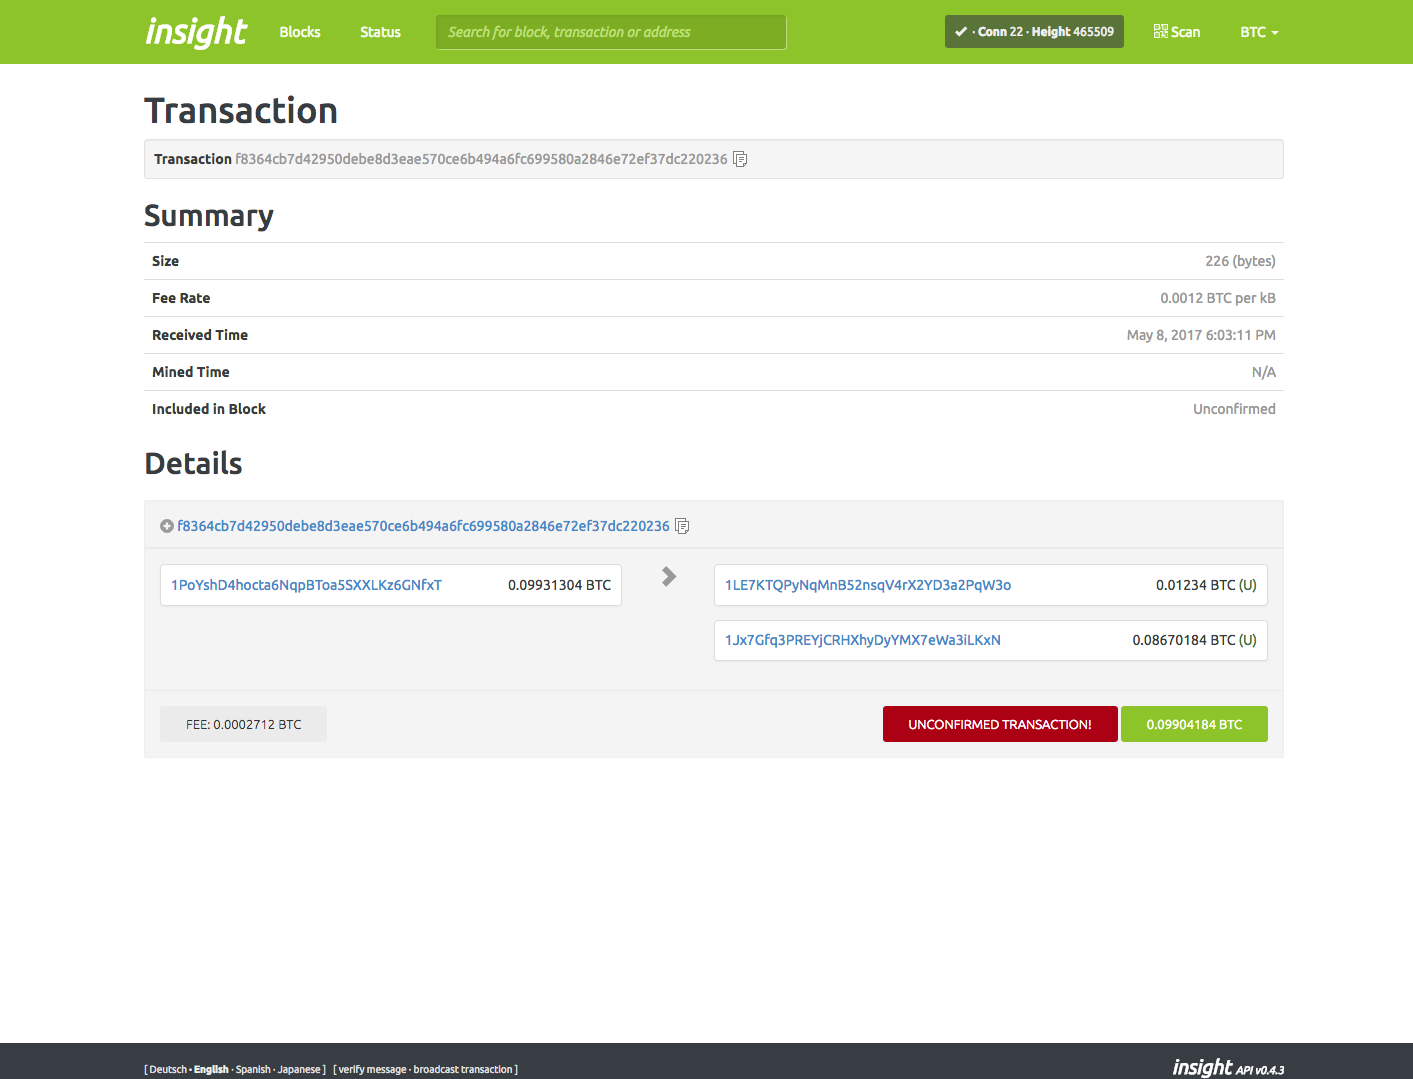 insight Blocks Status Search for block, transaction or address · Conn 22 · Height 465509 Scan BTC
Transaction
Transaction f8364cb7d42950debe8d3eae570ce6b494a6fc699580a2846e72ef37dc220236
Summary
Size 226 (bytes)
Fee Rate 0.0012 BTC per kB
Received Time May 8, 2017 6:03:11 PM
Mined Time N/A
Included in Block Unconfirmed
Details
f8364cb7d42950debe8d3eae570ce6b494a6fc699580a2846e72ef37dc220236
1PoYshD4hocta6NqpBToa5SXXLKz6GNfxT 0.09931304 BTC 1LE7KTQPyNqMnB52nsqV4rX2YD3a2PqW3o 0.01234 BTC (U)
1Jx7Gfq3PREYjCRHXhyDyYMX7eWa3iLKxN 0.08670184 BTC (U)
FEE: 0.0002712 BTC UNCONFIRMED TRANSACTION! 0.09904184 BTC
[ Deutsch · English · Spanish · Japanese ] [ verify message · broadcast transaction ] insight API v0.4.3